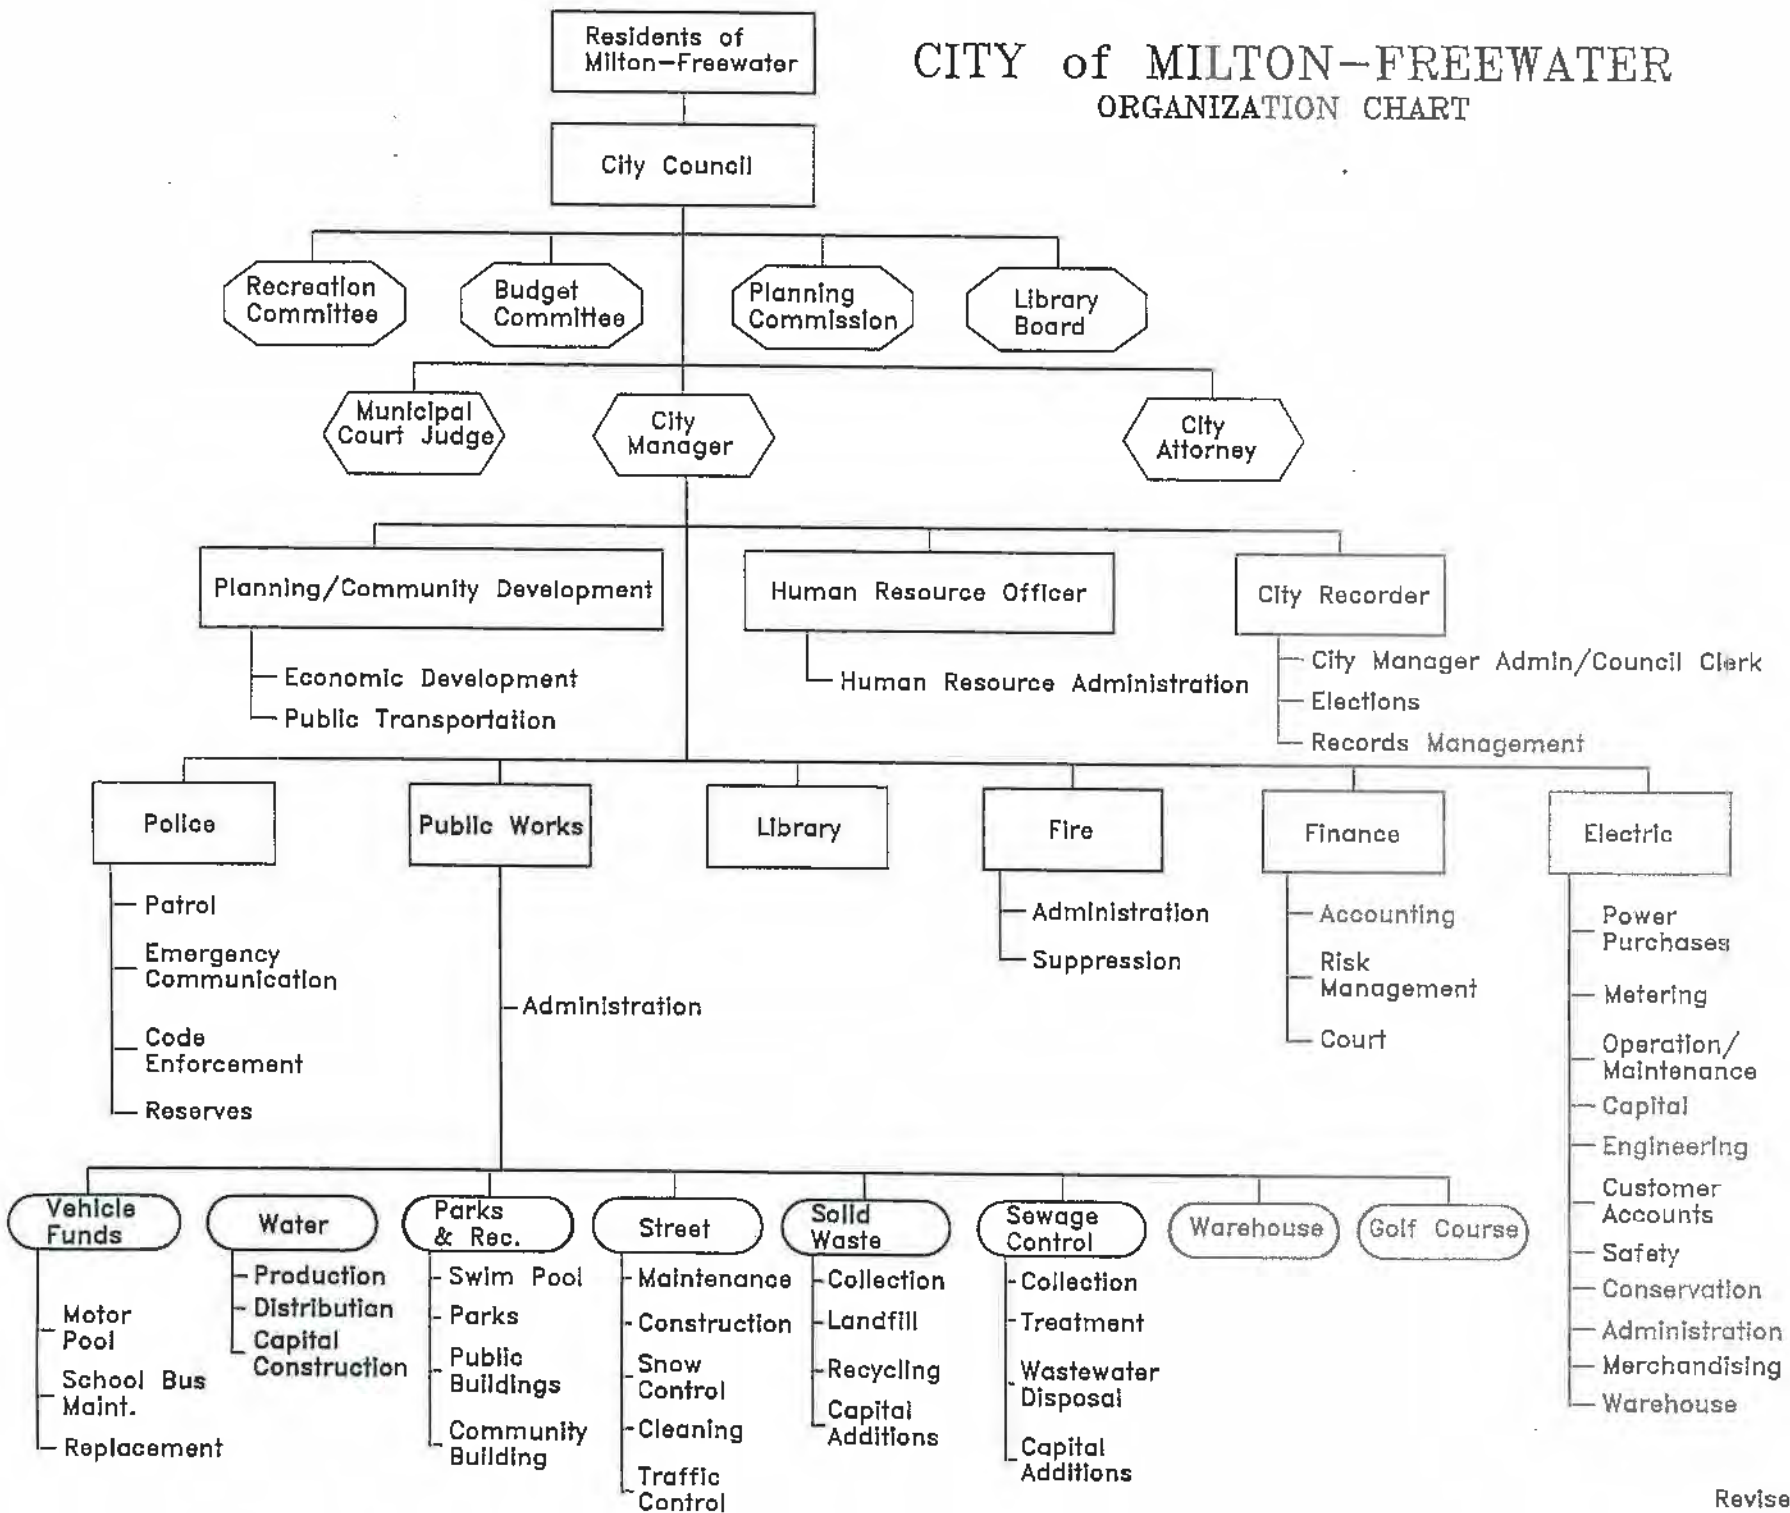 Residents of
Milton-Freewater
CITY of MILTON-FREEWATER
ORGANIZATION CHART
City Council
Recreation
Committee
Budget
Committee
Planning
Commission
Library
Board
Municipal
Court Judge
City
Manager
City
Attorney
Planning/Community Development
Human Resource Officer
City Recorder
Economic Development
Public Transportation
Human Resource Administration
City Manager Admin/Council Clerk
Elections
Records Management
Police
Public Works
Library
Fire
Finance
Electric
Patrol
Emergency
Communication
Code
Enforcement
Reserves
Administration
Administration
Suppression
Accounting
Risk
Management
Court
Power
Purchases
Metering
Operation/
Maintenance
Capital
Engineering
Customer
Accounts
Safety
Conservation
Administration
Merchandising
Warehouse
Vehicle
Funds
Motor
Pool
School Bus
Maint.
Replacement
Water
Production
Distribution
Capital
Construction
Parks
& Rec.
Swim Pool
Parks
Public
Buildings
Community
Building
Street
Maintenance
Construction
Snow
Control
Cleaning
Traffic
Control
Solid
Waste
Collection
Landfill
Recycling
Capital
Additions
Sewage
Control
Collection
Treatment
Wastewater
Disposal
Capital
Additions
Warehouse
Golf Course
Revise